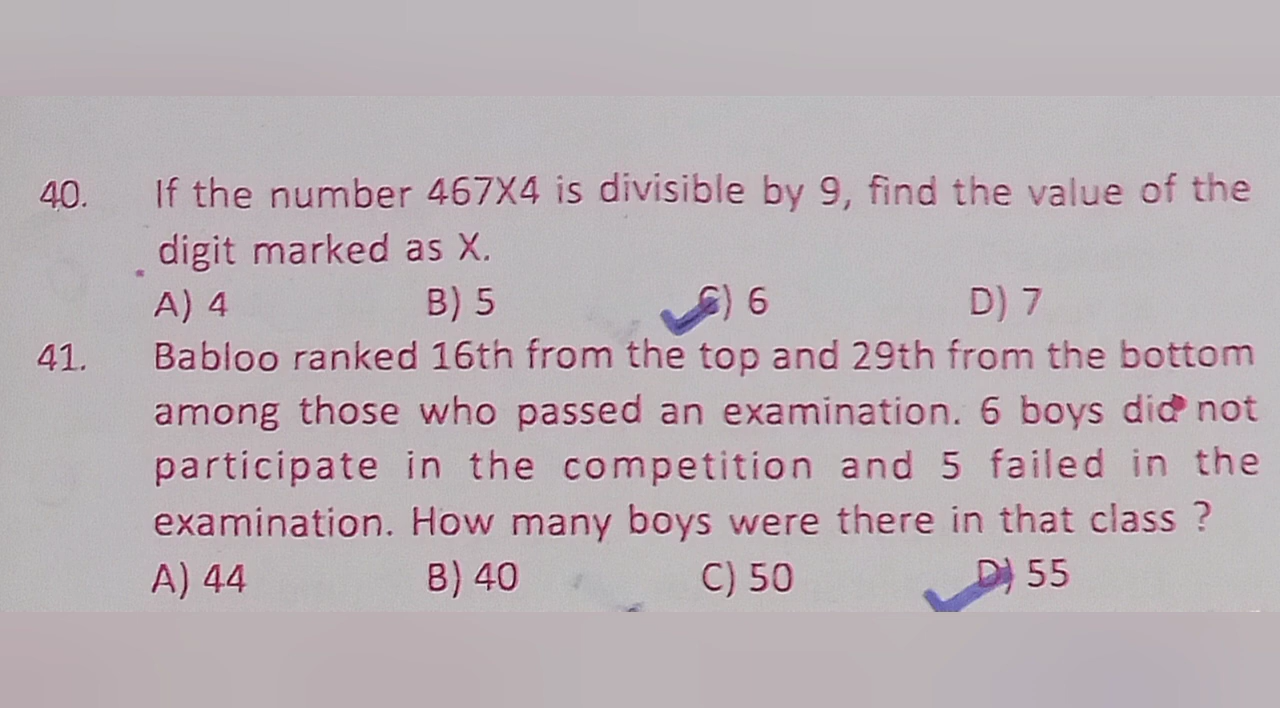 40. If the number 467X4 is divisible by 9, find the value of the
digit marked as X.
A) 4 B) 5 C) 6 D) 7
41. Babloo ranked 16th from the top and 29th from the bottom
among those who passed an examination. 6 boys did not
participate in the competition and 5 failed in the
examination. How many boys were there in that class ?
A) 44 B) 40 C) 50 D) 55